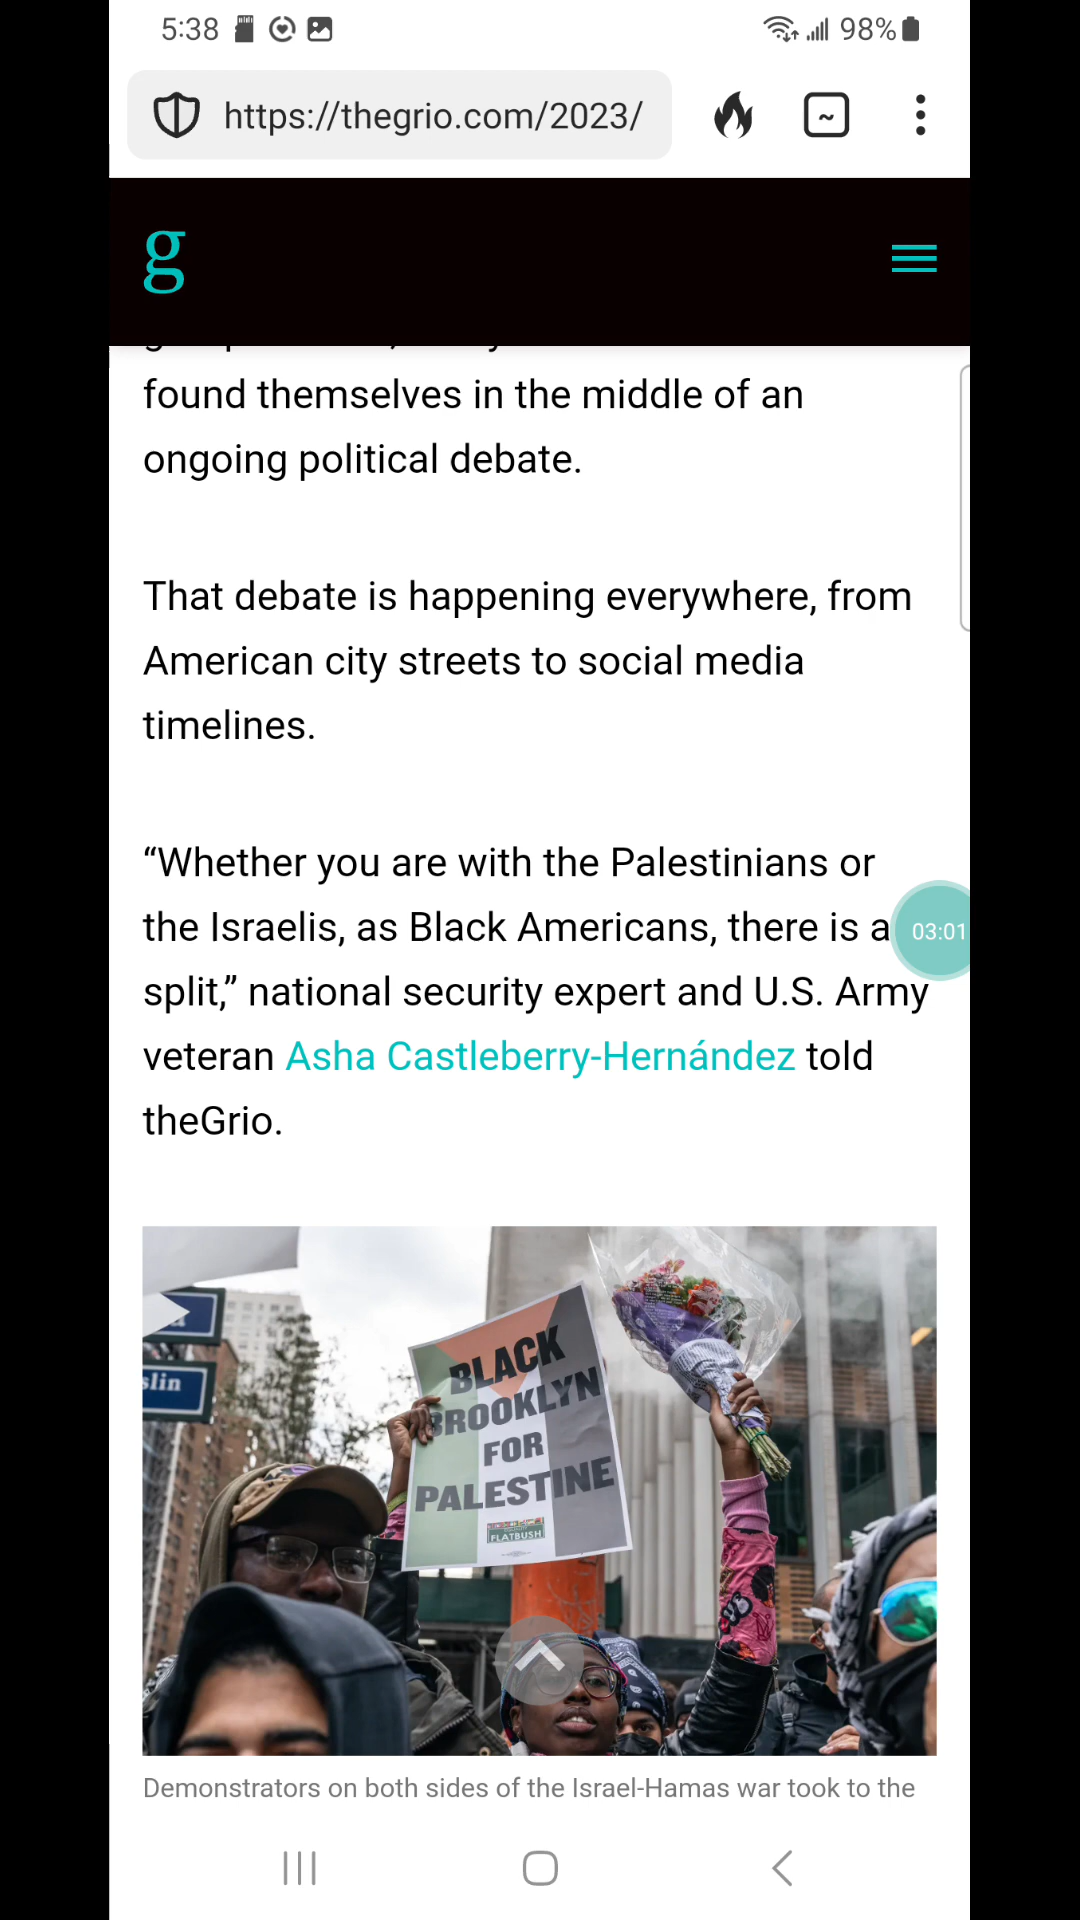 5:38
98%
https://thegrio.com/2023/
~
g
found themselves in the middle of an
ongoing political debate.
That debate is happening everywhere, from
American city streets to social media
timelines.
“Whether you are with the Palestinians or
the Israelis, as Black Americans, there is a
03:01
split,” national security expert and U.S. Army
veteran Asha Castleberry-Hernández told
theGrio.
slin
BLACK
BROOKLYN
FOR
PALESTINE
FLATBUSH
Demonstrators on both sides of the Israel-Hamas war took to the